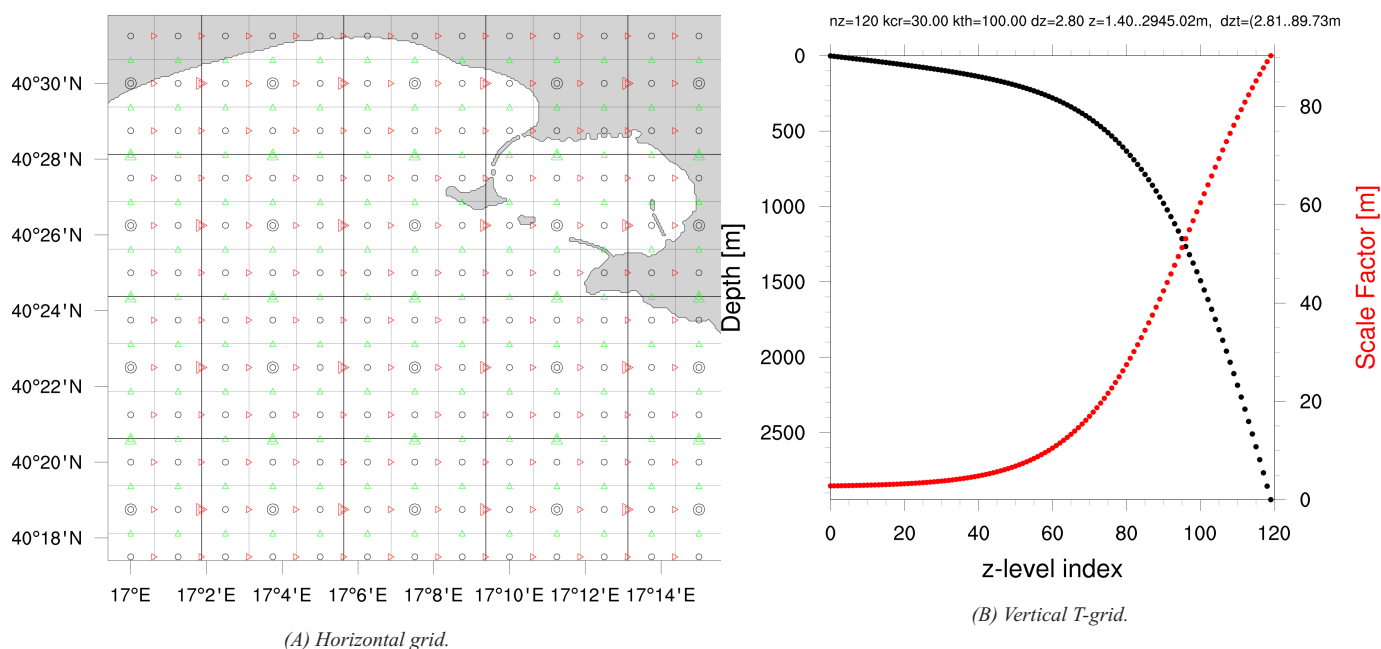 40°30'N
40°28'N
40°26'N
40°24'N
40°22'N
40°20'N
40°18'N
17°E 17°2'E 17°4'E 17°6'E 17°8'E 17°10'E 17°12'E 17°14'E
(A) Horizontal grid.
nz=120 kcr=30.00 kth=100.00 dz=2.80 z=1.40..2945.02m, dzt=(2.81..89.73m
Depth [m]
0
500
1000
1500
2000
2500
80
60
40
20
0
Scale Factor [m]
0 20 40 60 80 100 120
z-level index
(B) Vertical T-grid.